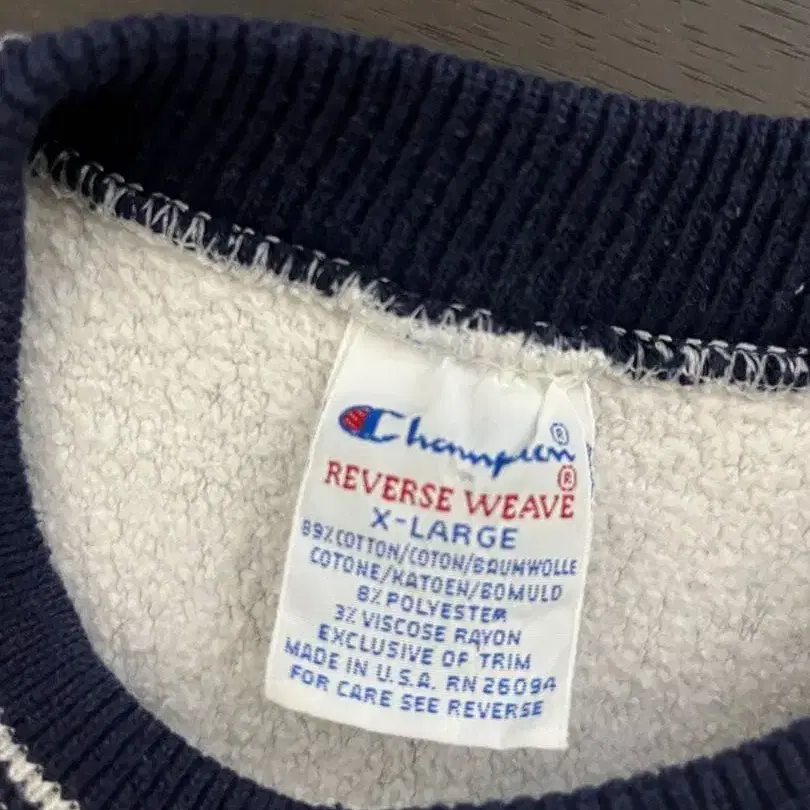 Champion®
REVERSE WEAVE®
X-LARGE
89% COTTON/COTON/BAUMWOLLE
COTONE/KATOEN/BOMULD
8% POLYESTER
3% VISCOSE RAYON
EXCLUSIVE OF TRIM
MADE IN U.S.A. RN 26094
FOR CARE SEE REVERSE